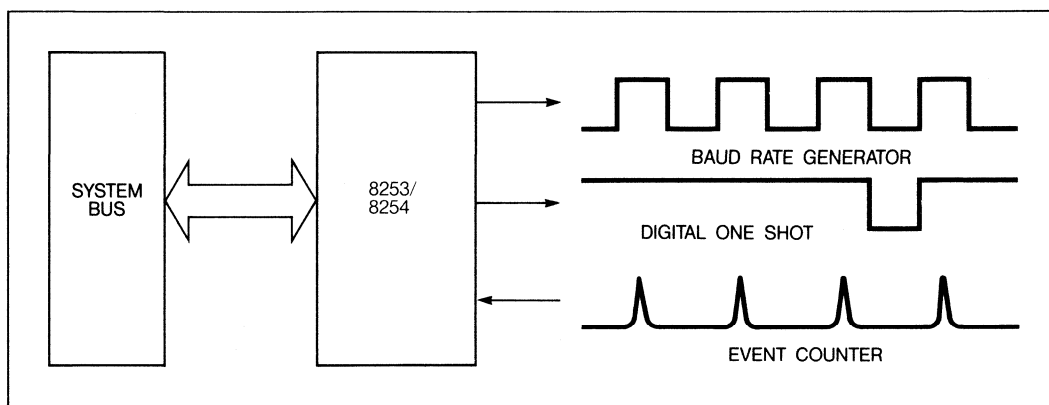 SYSTEM
BUS
8253/
8254
BAUD RATE GENERATOR
DIGITAL ONE SHOT
EVENT COUNTER